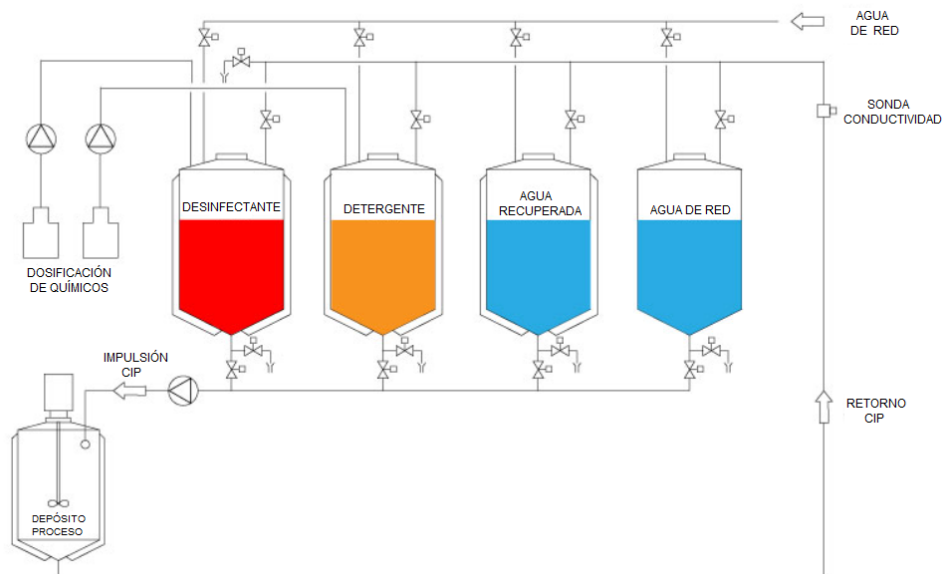 AGUA
DE RED
SONDA
CONDUCTIVIDAD
DESINFECTANTE
DETERGENTE
AGUA
RECUPERADA
AGUA DE RED
DOSIFICACIÓN
DE QUÍMICOS
IMPULSIÓN
CIP
RETORNO
CIP
DEPÓSITO
PROCESO